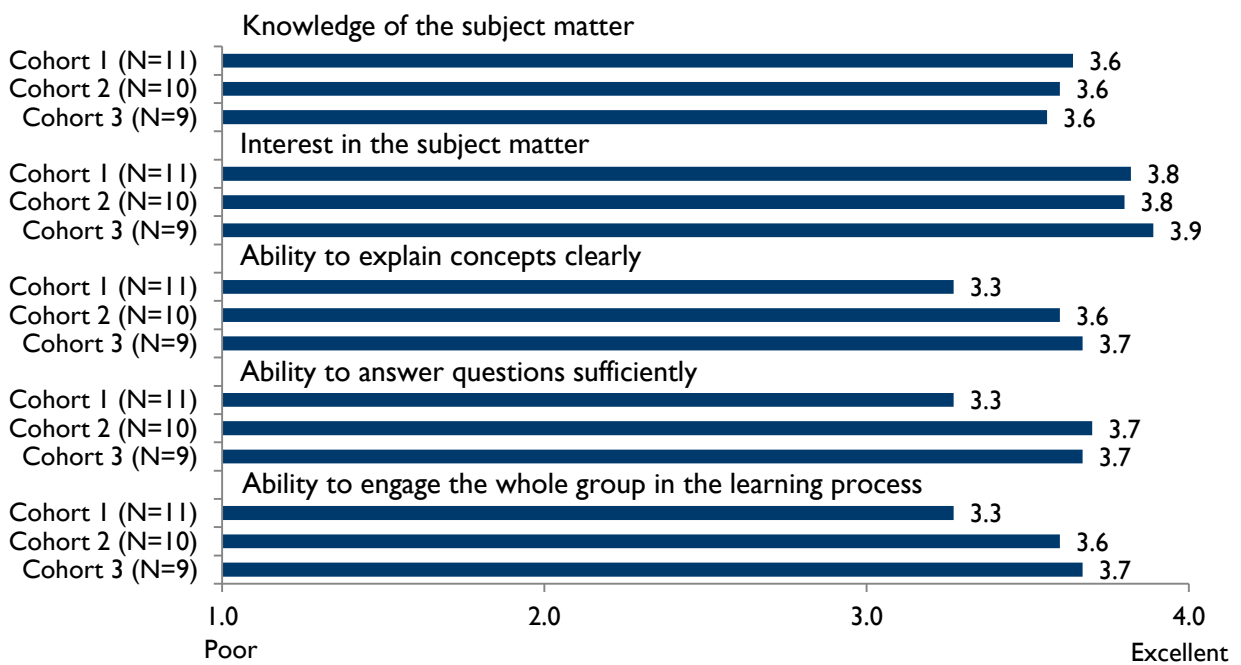 Knowledge of the subject matter
Cohort 1 (N=11) 3.6
Cohort 2 (N=10) 3.6
Cohort 3 (N=9) 3.6
Interest in the subject matter
Cohort 1 (N=11) 3.8
Cohort 2 (N=10) 3.8
Cohort 3 (N=9) 3.9
Ability to explain concepts clearly
Cohort 1 (N=11) 3.3
Cohort 2 (N=10) 3.6
Cohort 3 (N=9) 3.7
Ability to answer questions sufficiently
Cohort 1 (N=11) 3.3
Cohort 2 (N=10) 3.7
Cohort 3 (N=9) 3.7
Ability to engage the whole group in the learning process
Cohort 1 (N=11) 3.3
Cohort 2 (N=10) 3.6
Cohort 3 (N=9) 3.7
1.0 2.0 3.0 4.0
Poor Excellent